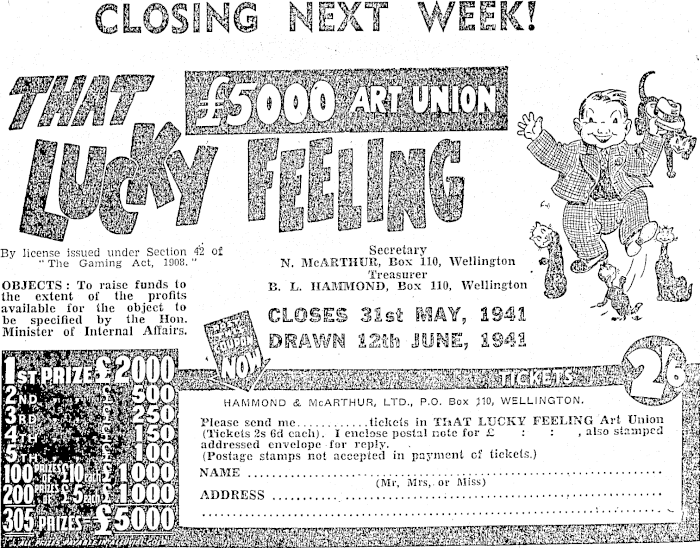 CLOSING NEXT WEEK!
THAT
LUCKY FEELING
£5000 ART UNION
By license issued under Section 42 of
"The Gaming Act, 1908."
OBJECTS: To raise funds to
the extent of the profits
available for the object to
be specified by the Hon.
Minister of Internal Affairs.
Secretary
N. McARTHUR, Box 110, Wellington
Treasurer
B. L. HAMMOND, Box 110, Wellington
CLOSES 31st MAY, 1941
DRAWN 12th JUNE, 1941
COUPON
NOW
1ST PRIZE £2000
2ND £500
3RD £250
4TH £150
5TH £100
100 PRIZES OF £10 EACH £1000
200 PRIZES OF £5 EACH £1000
305 PRIZES £5000
TICKETS 2/6
HAMMOND & McARTHUR, LTD., P.O. Box 110, WELLINGTON.
Please send me............tickets in THAT LUCKY FEELING Art Union
(Tickets 2s 6d each). I enclose postal note for £ : : , also stamped
addressed envelope for reply.
(Postage stamps not accepted in payment of tickets.)
NAME ............................................................
(Mr, Mrs, or Miss)
ADDRESS ............................................................